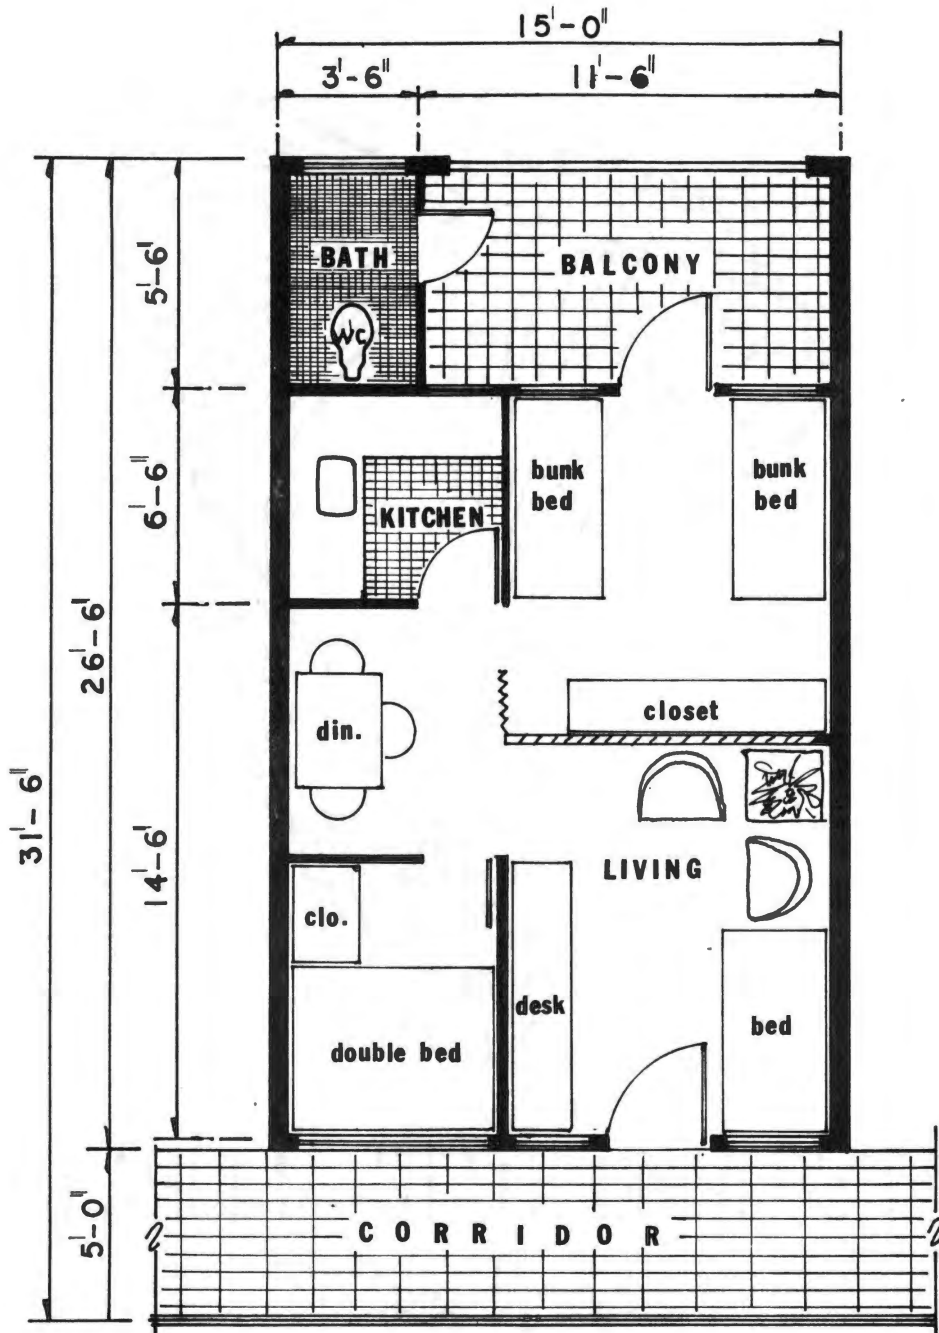 15'-0"
3'-6"
11'-6"
5'-6'
BATH
BALCONY
WC
6'-6"
bunk
bed
bunk
bed
KITCHEN
26'-6'
31'-6"
14'-6'
din.
closet
LIVING
clo.
desk
bed
double bed
5'-0"
CORRIDOR